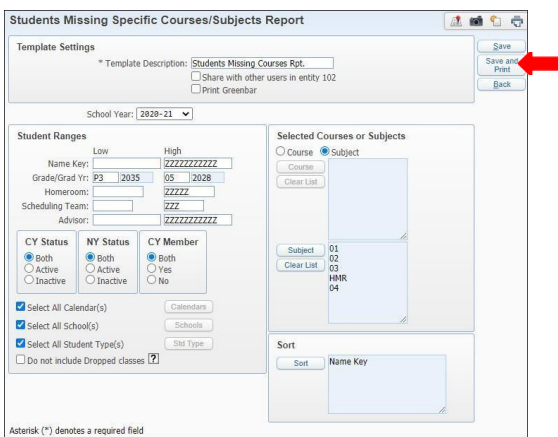 Students Missing Specific Courses/Subjects Report
Template Settings
* Template Description: Students Missing Courses Rpt.
Share with other users in entity 102
Print Greenbar
Save
Save and Print
Back
School Year: 2020-21
Student Ranges
Low High
Name Key: ZZZZZZZZZZZ
Grade/Grad Yr: P3 2035 05 2028
Homeroom: ZZZZZ
Scheduling Team: ZZZ
Advisor: ZZZZZZZZZZZ
CY Status NY Status CY Member
Both Both Both
Active Active Yes
Inactive Inactive No
Select All Calendar(s) Calendars
Select All School(s) Schools
Select All Student Type(s) Std Type
Do not include Dropped classes ?
Selected Courses or Subjects
Course Subject
Course
Clear List
Subject 01
02
Clear List 03
HMR
04
Sort
Sort Name Key
Asterisk (*) denotes a required field